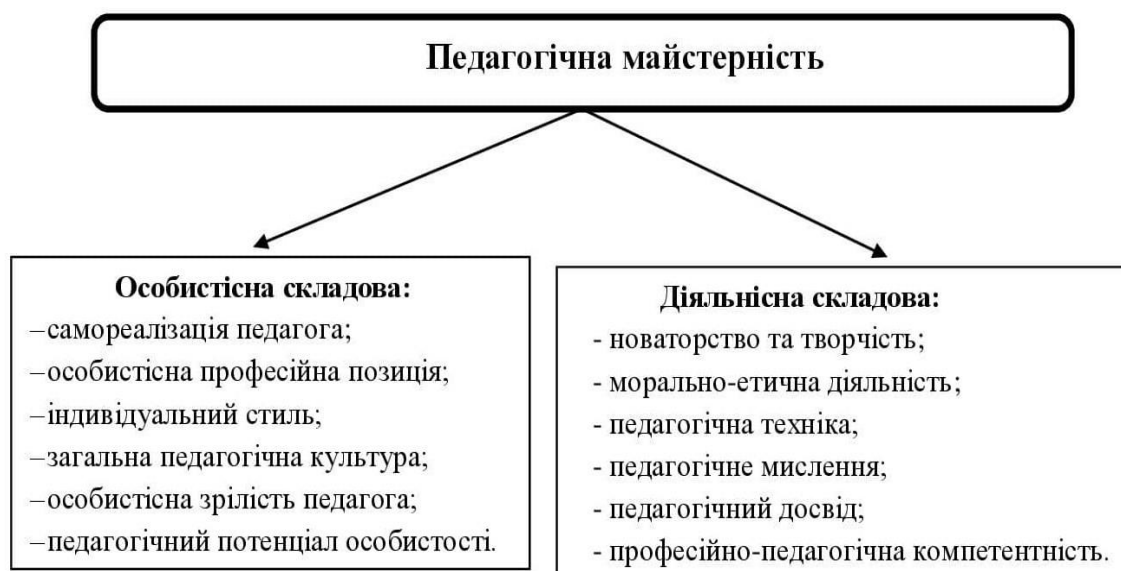 Педагогічна майстерність
Особистісна складова:
–самореалізація педагога;
–особистісна професійна позиція;
–індивідуальний стиль;
–загальна педагогічна культура;
–особистісна зрілість педагога;
–педагогічний потенціал особистості.
Діяльнісна складова:
- новаторство та творчість;
- морально-етична діяльність;
- педагогічна техніка;
- педагогічне мислення;
- педагогічний досвід;
- професійно-педагогічна компетентність.